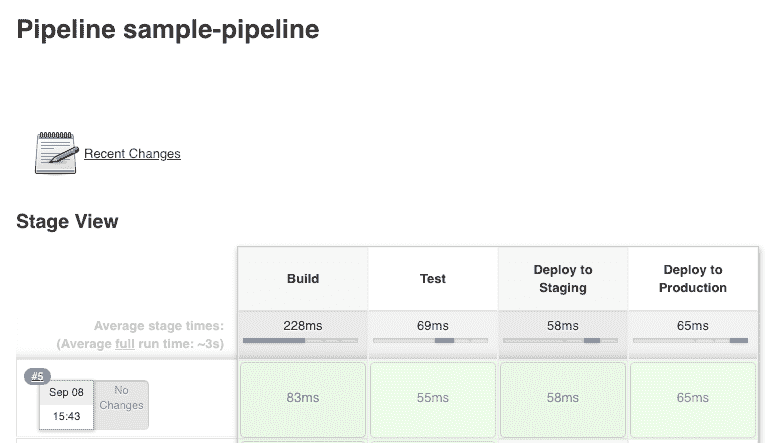 Pipeline sample-pipeline
Recent Changes
Stage View
Build Test Deploy to Staging Deploy to Production
Average stage times: 228ms 69ms 58ms 65ms
(Average full run time: ~3s)
#5
Sep 08 No Changes 83ms 55ms 58ms 65ms
15:43